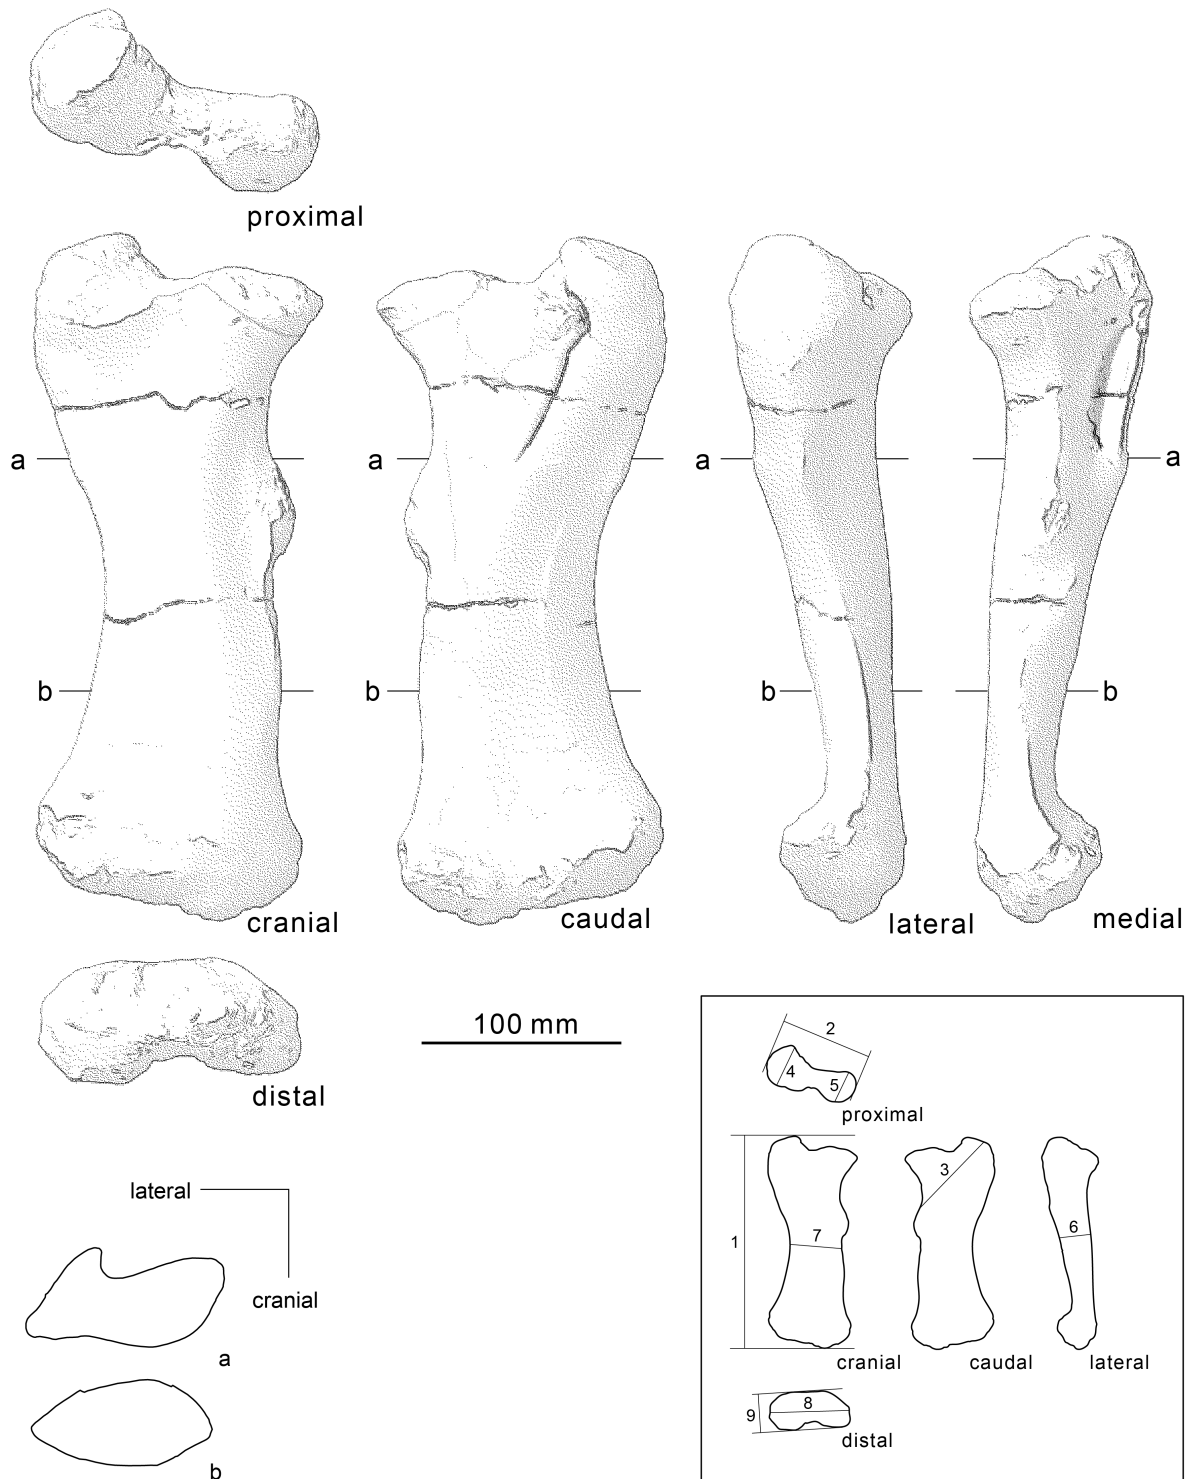 proximal
a
a
a
a
b
b
b
b
cranial
caudal
lateral
medial
100 mm
distal
lateral
cranial
a
b
2
4
5
proximal
3
1
7
6
cranial
caudal
lateral
8
9
distal